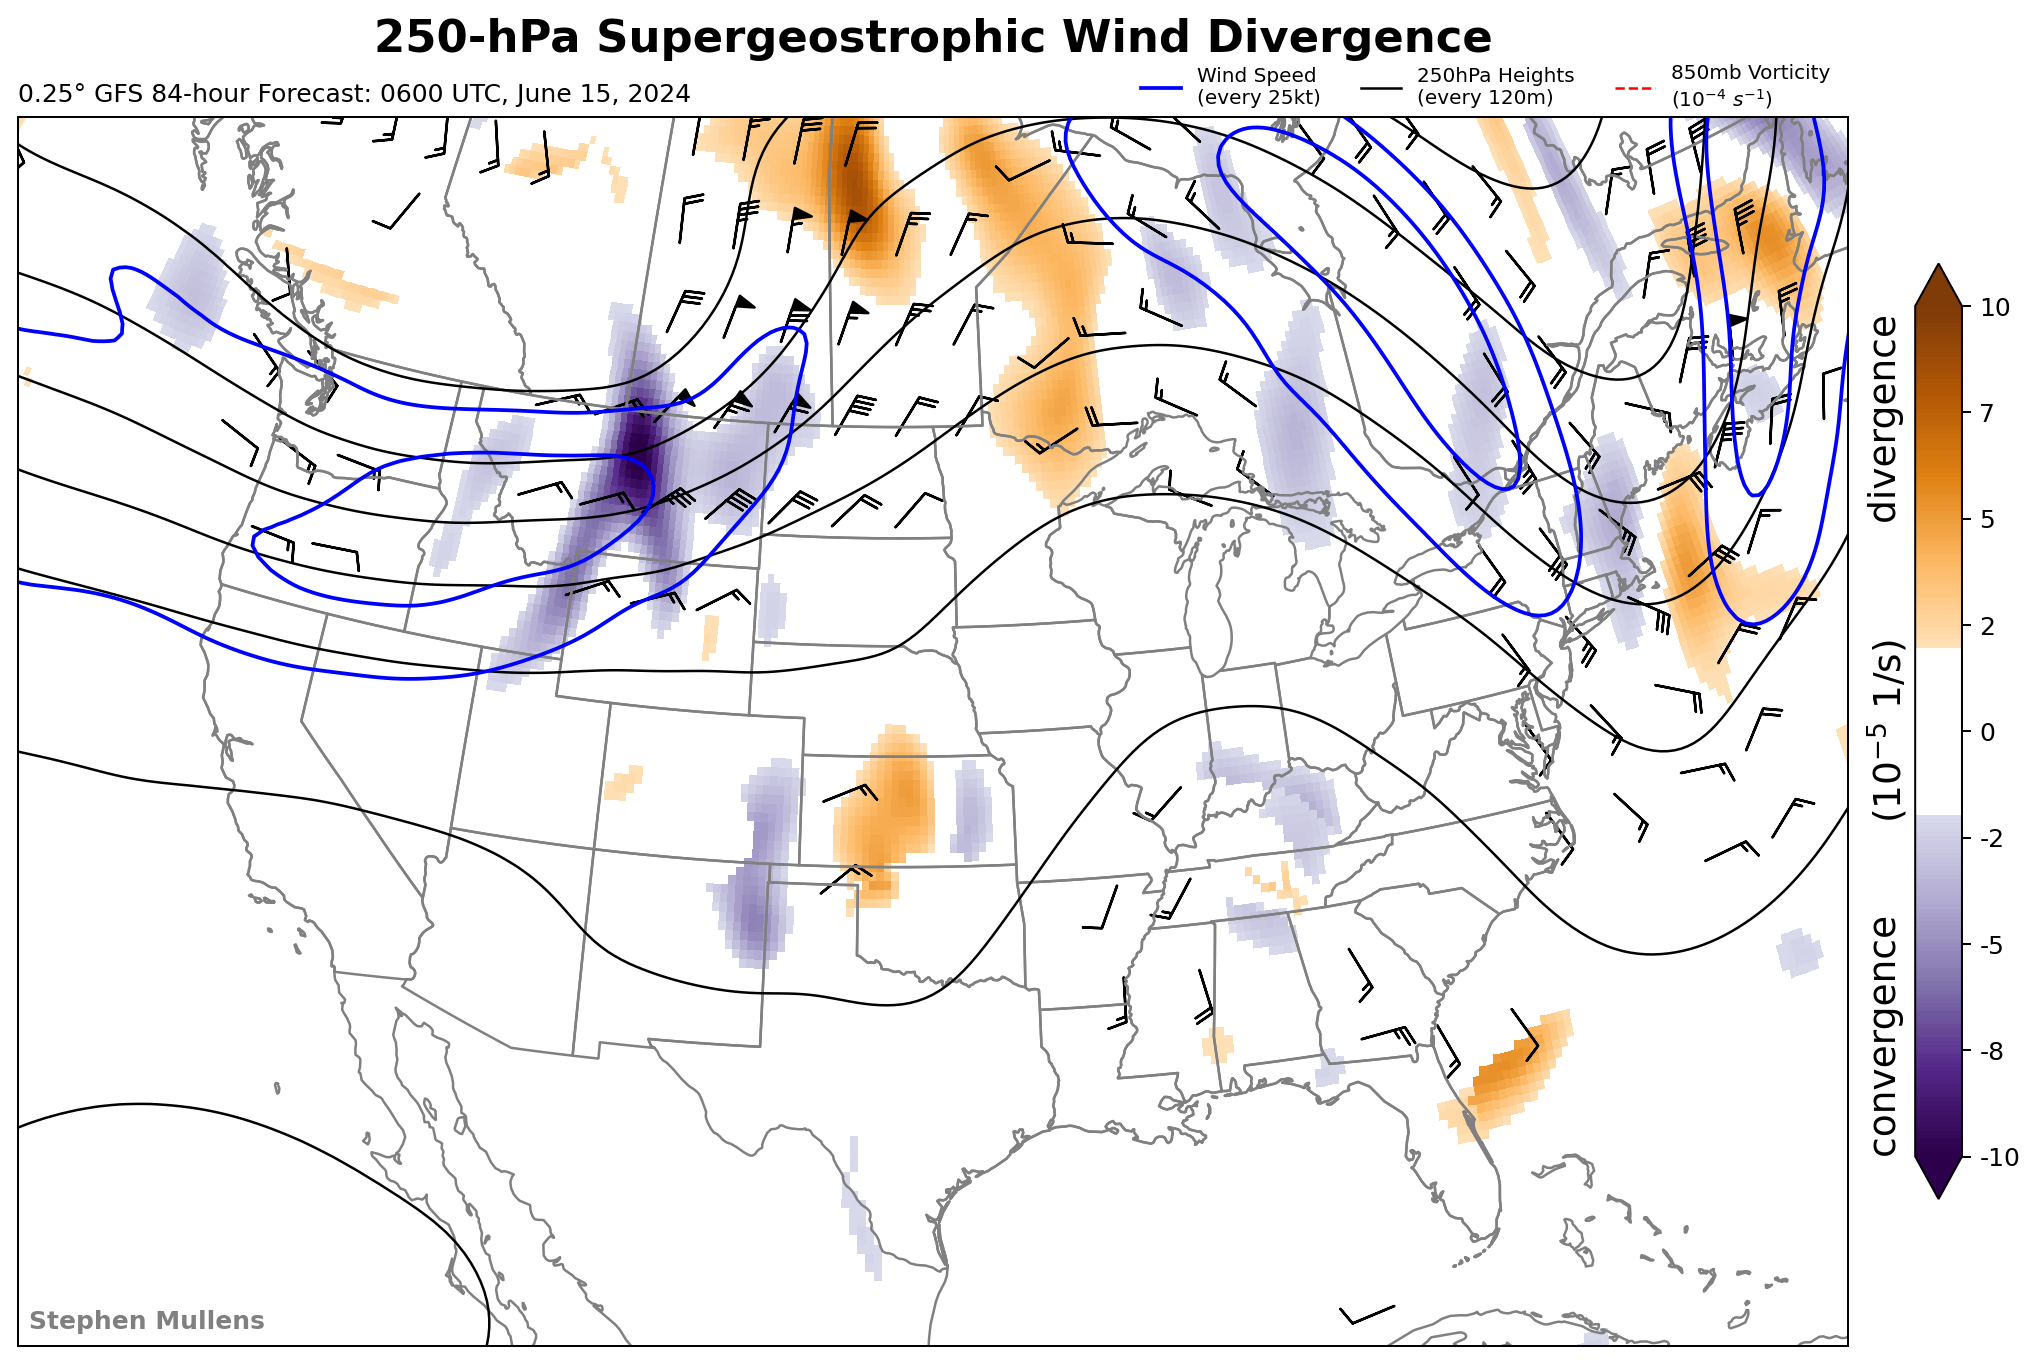 250-hPa Supergeostrophic Wind Divergence
0.25° GFS 84-hour Forecast: 0600 UTC, June 15, 2024
Wind Speed
(every 25kt)
250hPa Heights
(every 120m)
850mb Vorticity
(10⁻⁴ s⁻¹)
10
7
5
2
0
-2
-5
-8
-10
convergence (10⁻⁵ 1/s) divergence
Stephen Mullens